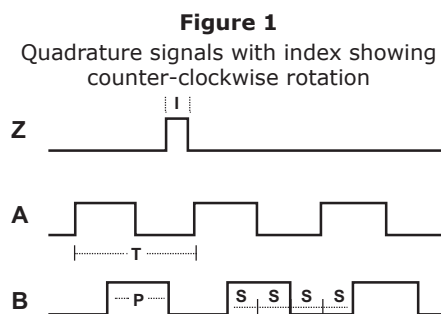 Figure 1
Quadrature signals with index showing
counter-clockwise rotation
I
Z
A
T
B
P
S S S S